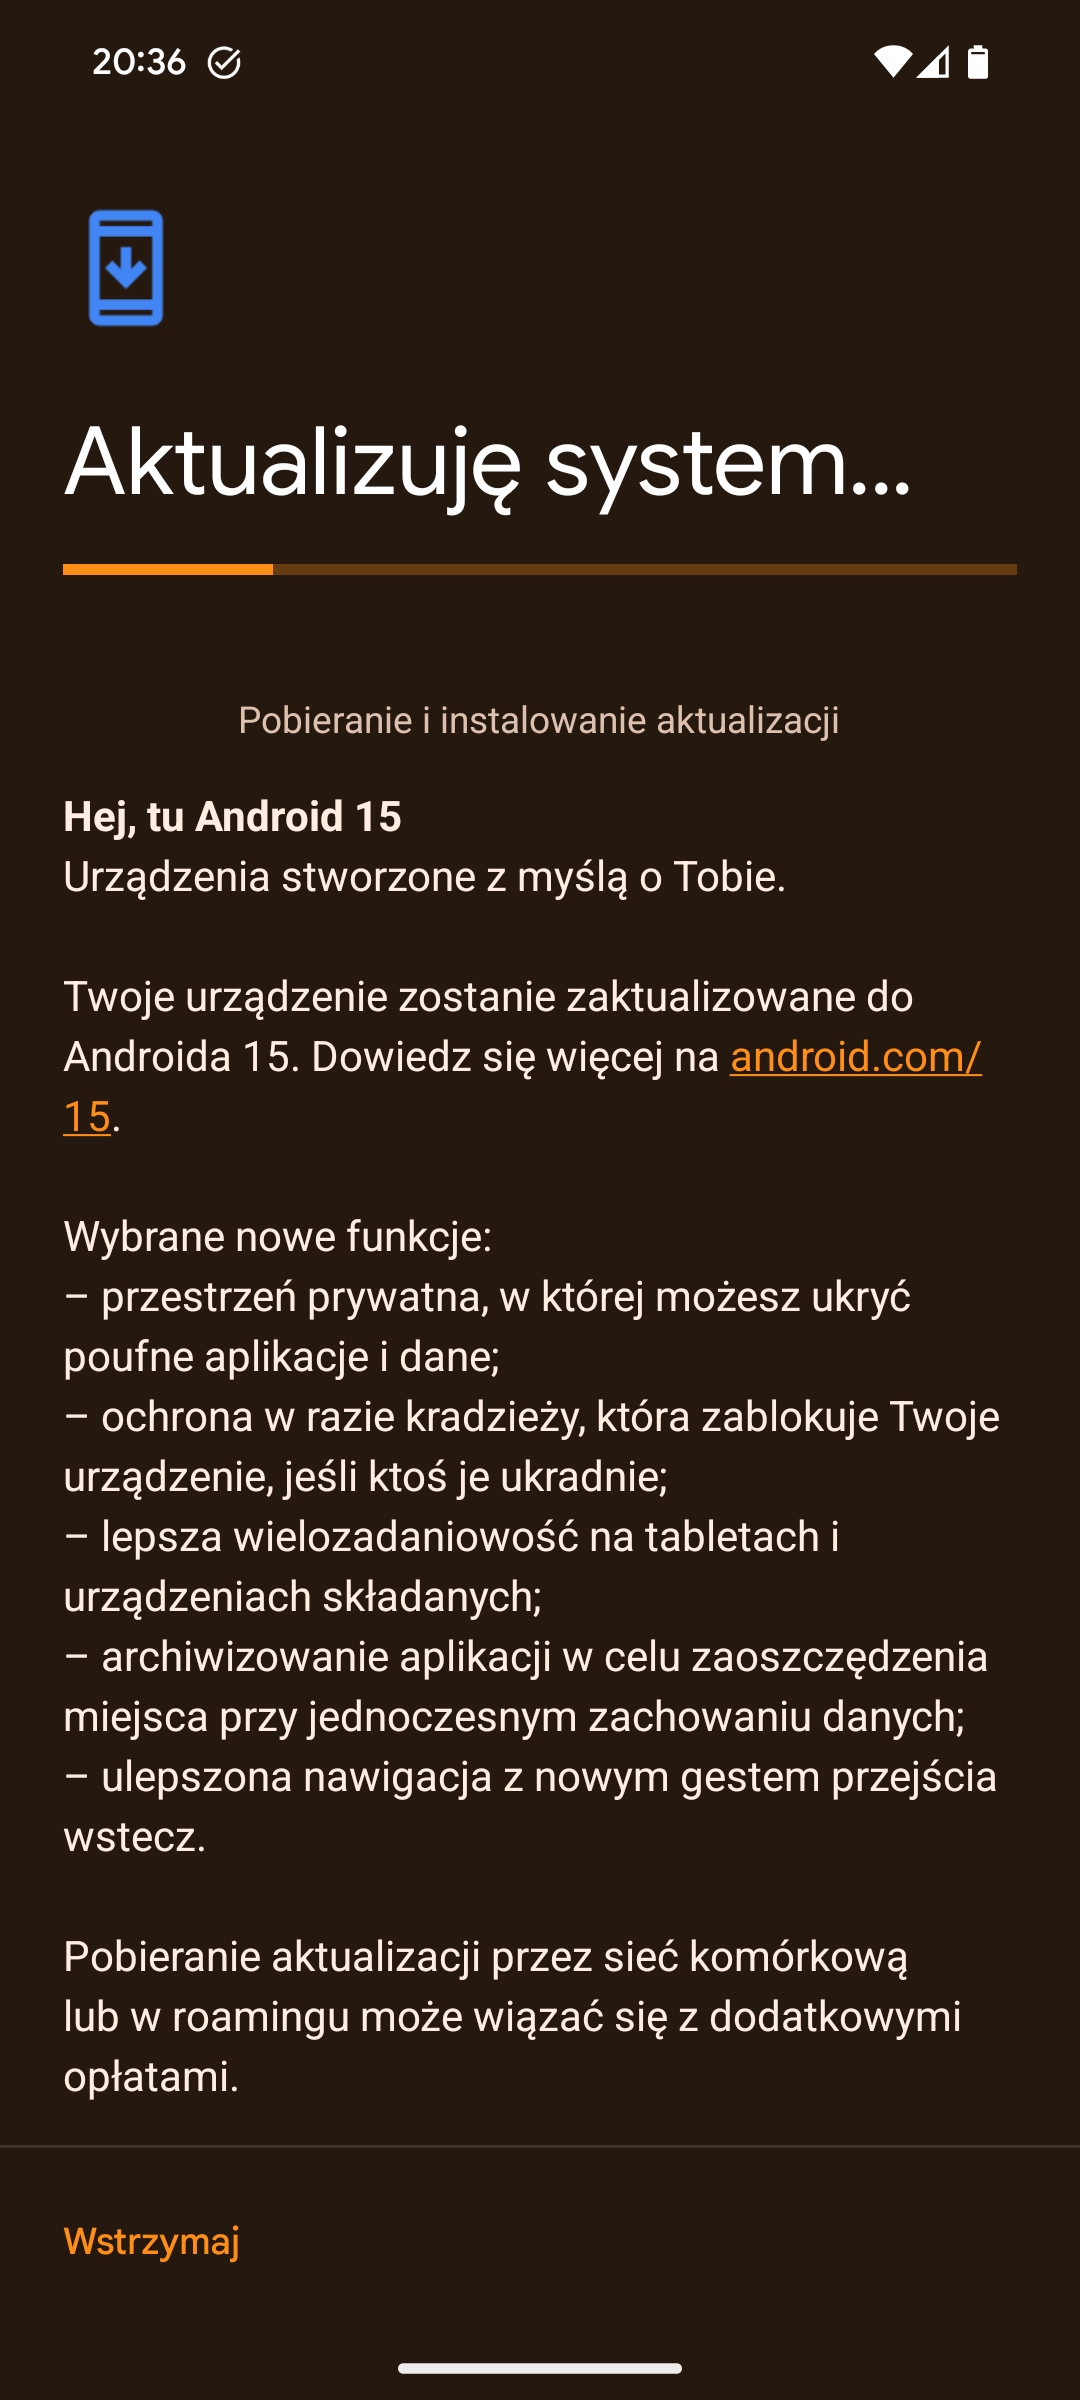 20:36
Aktualizuję system...
Pobieranie i instalowanie aktualizacji
Hej, tu Android 15
Urządzenia stworzone z myślą o Tobie.
Twoje urządzenie zostanie zaktualizowane do
Androida 15. Dowiedz się więcej na android.com/
15.
Wybrane nowe funkcje:
– przestrzeń prywatna, w której możesz ukryć
poufne aplikacje i dane;
– ochrona w razie kradzieży, która zablokuje Twoje
urządzenie, jeśli ktoś je ukradnie;
– lepsza wielozadaniowość na tabletach i
urządzeniach składanych;
– archiwizowanie aplikacji w celu zaoszczędzenia
miejsca przy jednoczesnym zachowaniu danych;
– ulepszona nawigacja z nowym gestem przejścia
wstecz.
Pobieranie aktualizacji przez sieć komórkową
lub w roamingu może wiązać się z dodatkowymi
opłatami.
Wstrzymaj